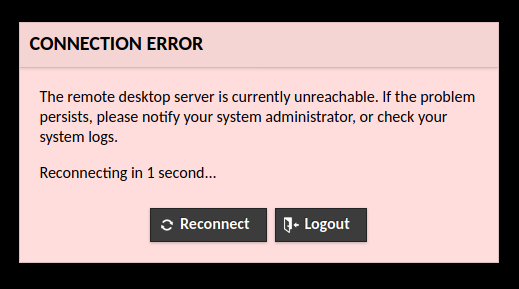 CONNECTION ERROR
The remote desktop server is currently unreachable. If the problem
persists, please notify your system administrator, or check your
system logs.
Reconnecting in 1 second...
Reconnect
Logout